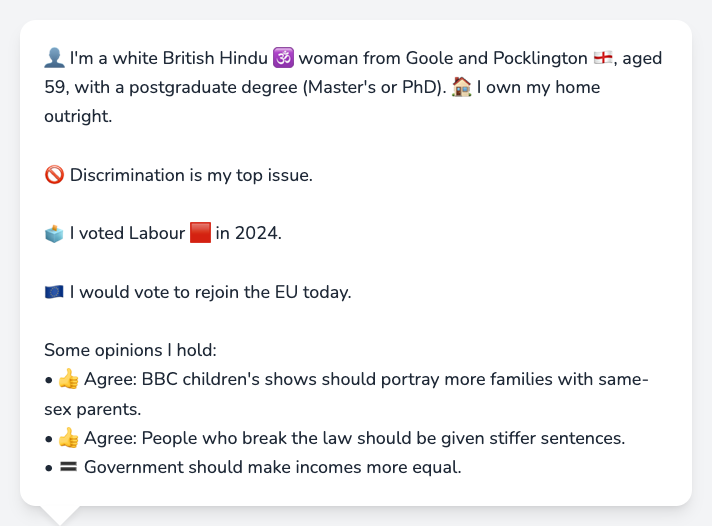 👤 I'm a white British Hindu 🕉️ woman from Goole and Pocklington 🏴󠁧󠁢󠁥󠁮󠁧󠁿, aged
59, with a postgraduate degree (Master's or PhD). 🏠 I own my home
outright.
🚫 Discrimination is my top issue.
🗳️ I voted Labour 🟥 in 2024.
🇪🇺 I would vote to rejoin the EU today.
Some opinions I hold:
• 👍 Agree: BBC children's shows should portray more families with same-
sex parents.
• 👍 Agree: People who break the law should be given stiffer sentences.
• 🟰 Government should make incomes more equal.